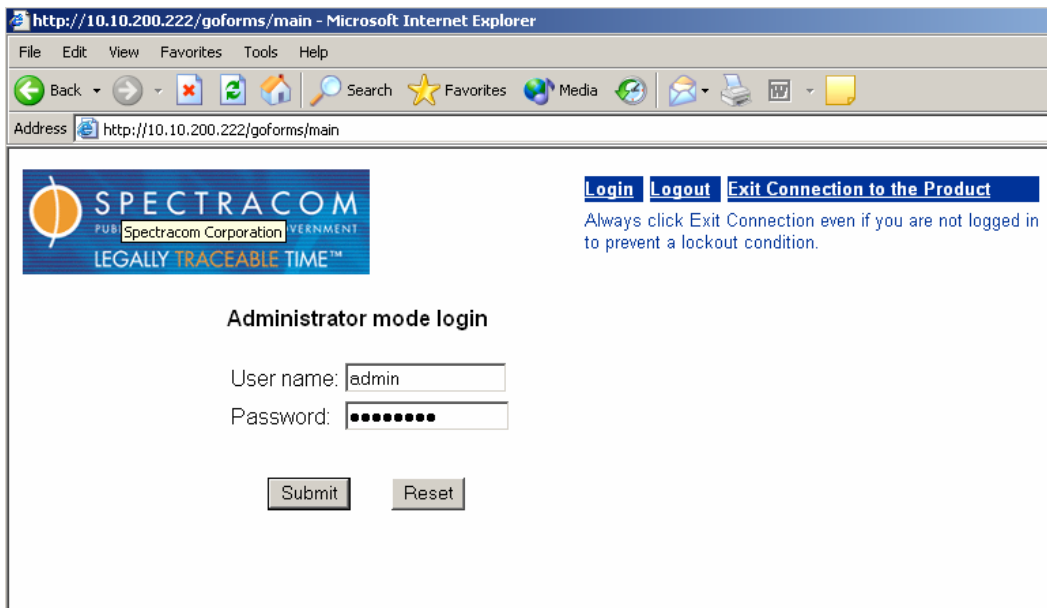 http://10.10.200.222/goforms/main - Microsoft Internet Explorer
File Edit View Favorites Tools Help
Back Search Favorites Media
Address http://10.10.200.222/goforms/main
SPECTRACOM
Spectracom Corporation
LEGALLY TRACEABLE TIME™
Login Logout Exit Connection to the Product
Always click Exit Connection even if you are not logged in
to prevent a lockout condition.
Administrator mode login
User name: admin
Password: ●●●●●●●●
Submit Reset